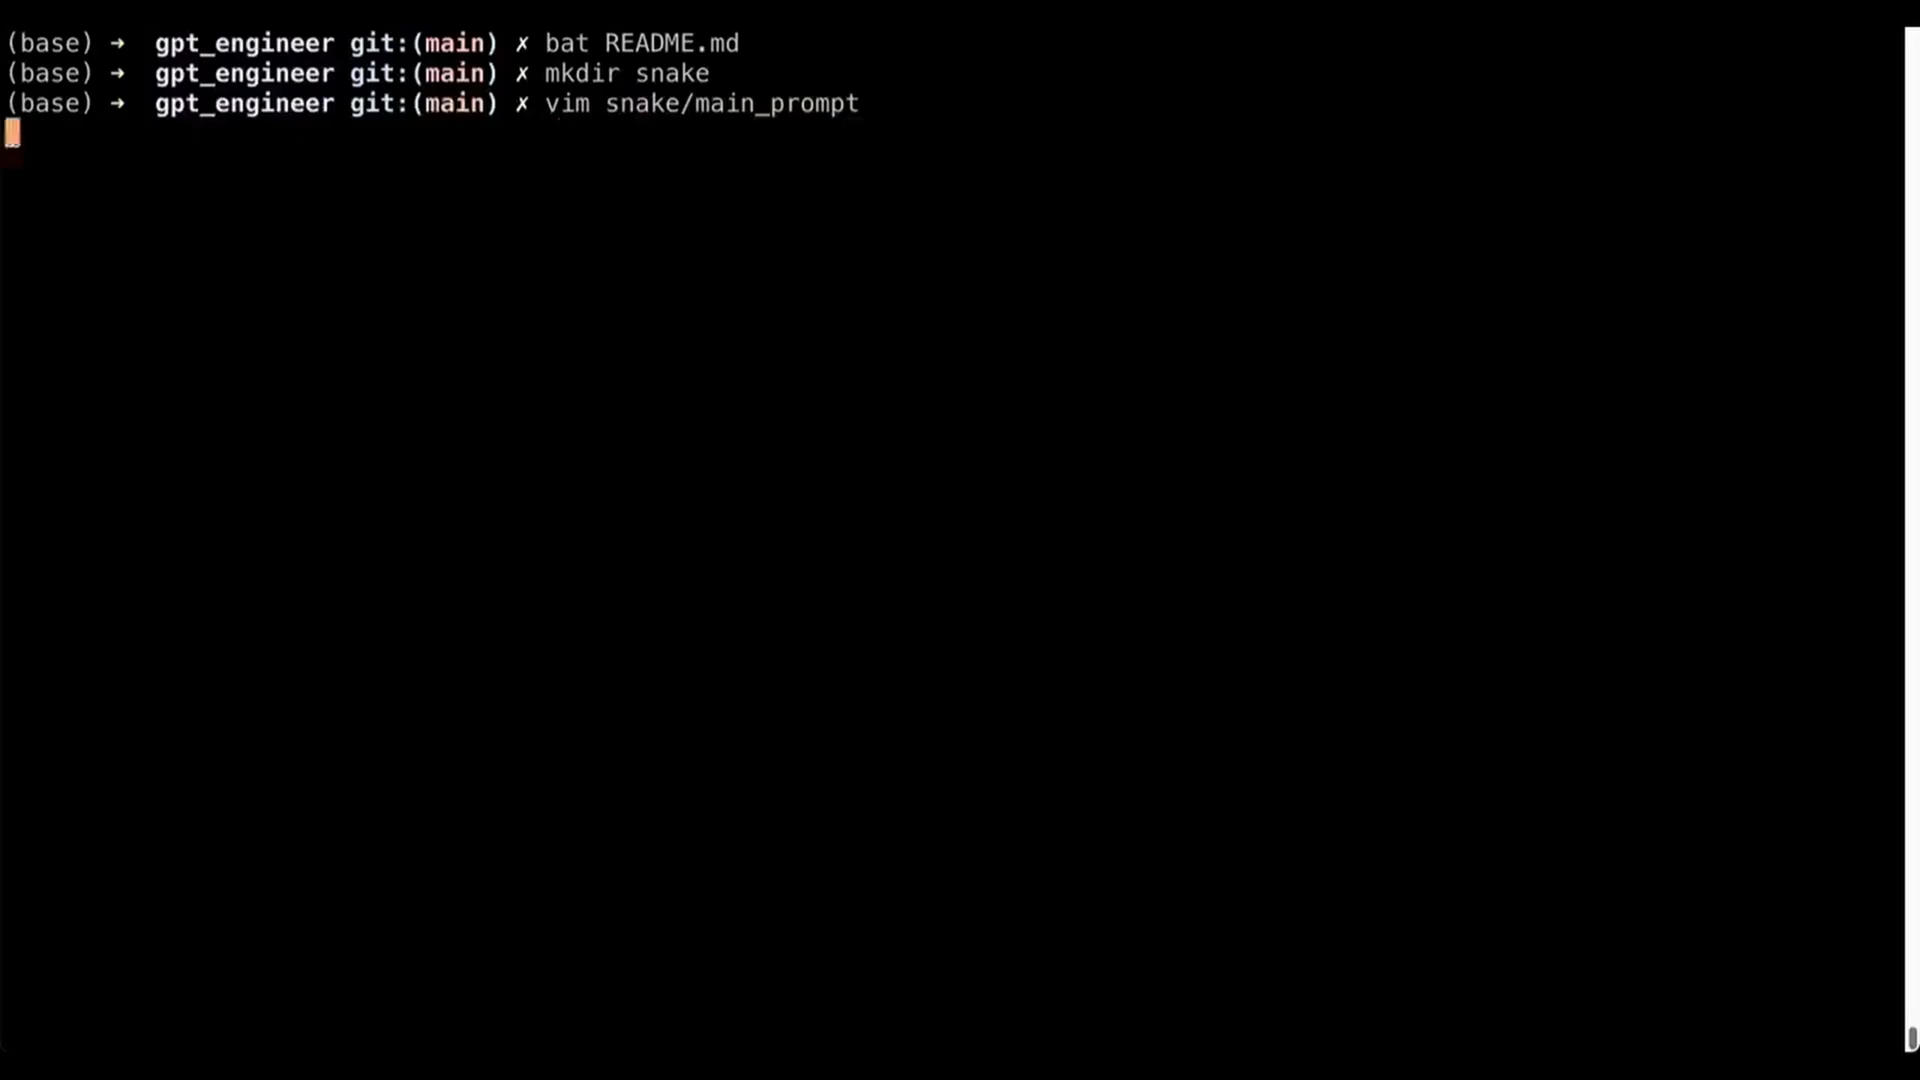 (base) ➜  gpt_engineer git:(main) ✗ bat README.md
(base) ➜  gpt_engineer git:(main) ✗ mkdir snake
(base) ➜  gpt_engineer git:(main) ✗ vim snake/main_prompt